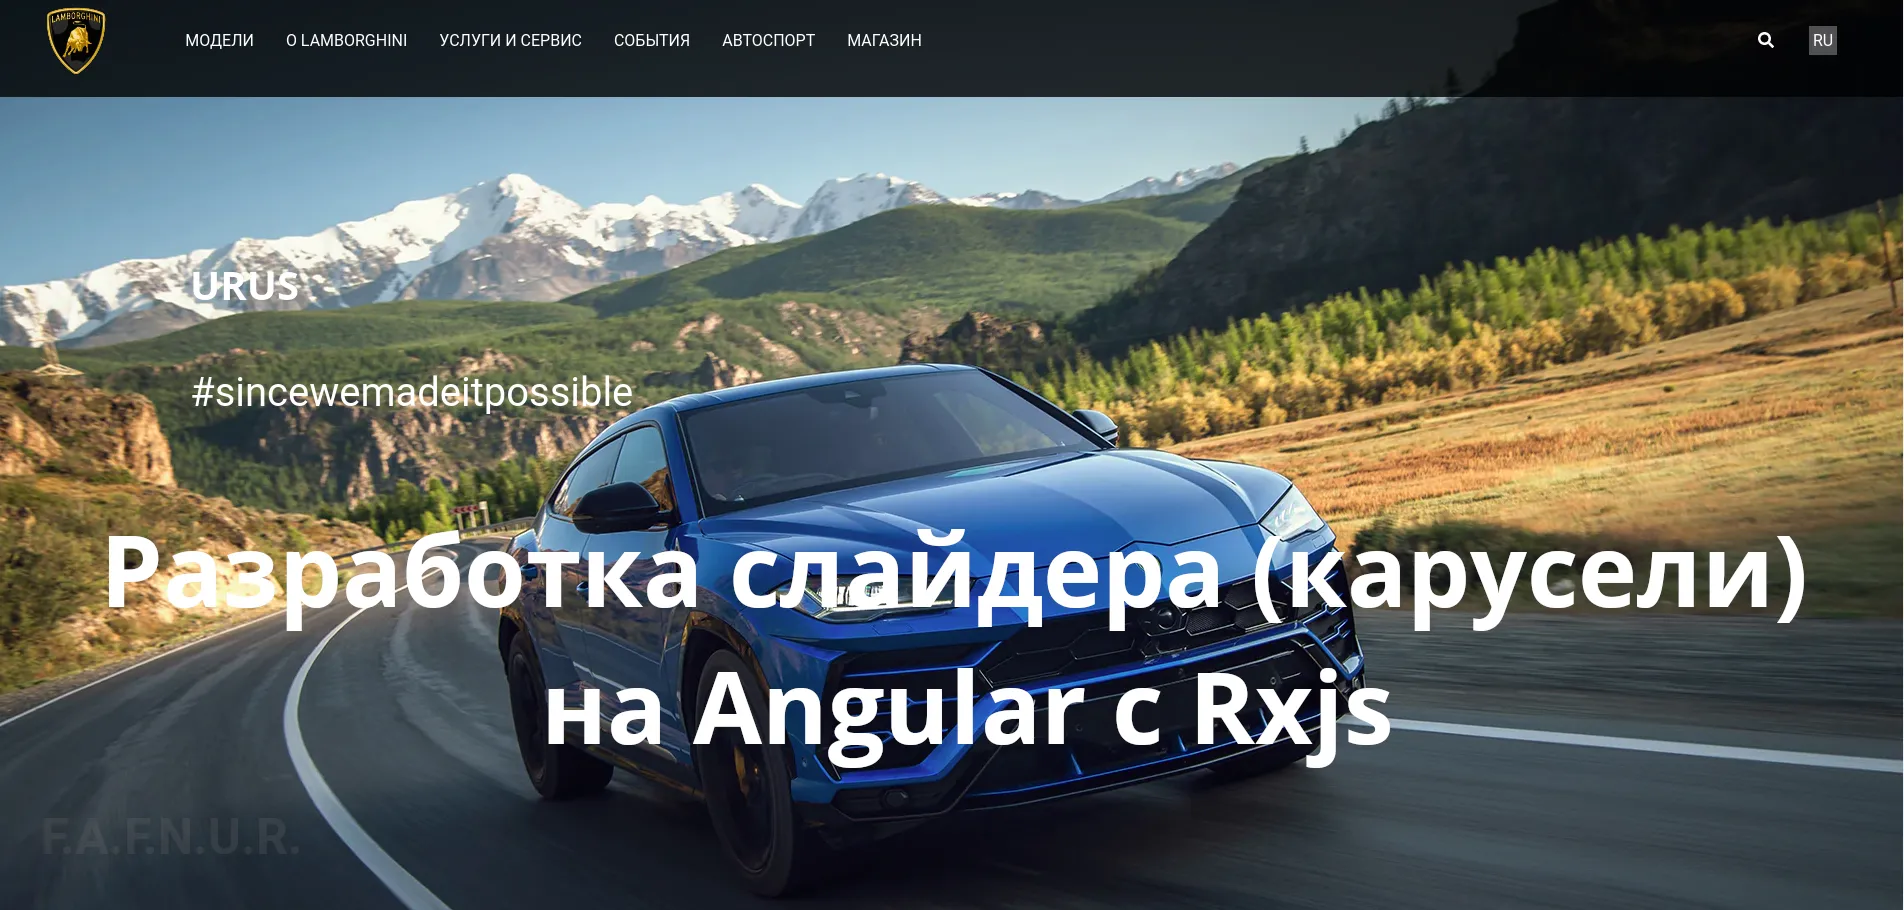 LAMBORGHINI
МОДЕЛИ О LAMBORGHINI УСЛУГИ И СЕРВИС СОБЫТИЯ АВТОСПОРТ МАГАЗИН RU
URUS
#sincewemadeitpossible
Разработка слайдера (карусели)
на Angular с Rxjs
F.A.F.N.U.R.